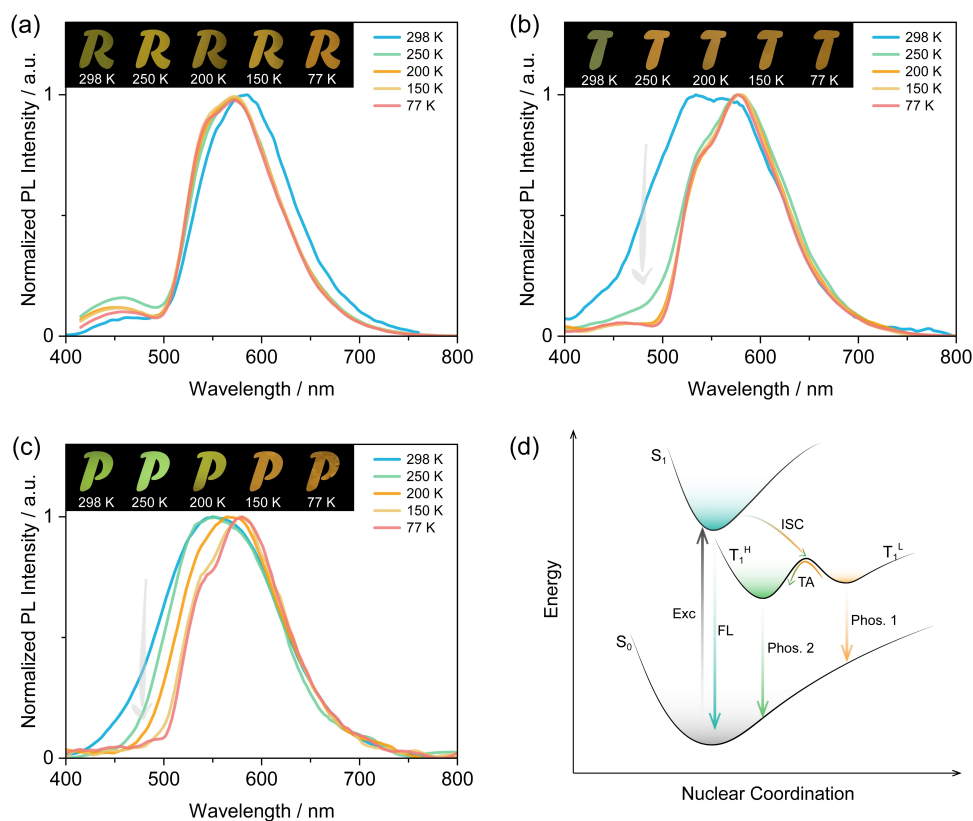 (a)
R R R R R
298 K 250 K 200 K 150 K 77 K
298 K
250 K
200 K
150 K
77 K
Normalized PL Intensity / a.u.
1
0
400 500 600 700 800
Wavelength / nm
(b)
T T T T T
298 K 250 K 200 K 150 K 77 K
298 K
250 K
200 K
150 K
77 K
Normalized PL Intensity / a.u.
1
0
400 500 600 700 800
Wavelength / nm
(c)
P P P P P
298 K 250 K 200 K 150 K 77 K
298 K
250 K
200 K
150 K
77 K
Normalized PL Intensity / a.u.
1
0
400 500 600 700 800
Wavelength / nm
(d)
S₁
ISC
T₁ᴴ
T₁ᴸ
TA
Energy
Exc
FL
Phos. 2
Phos. 1
S₀
Nuclear Coordination